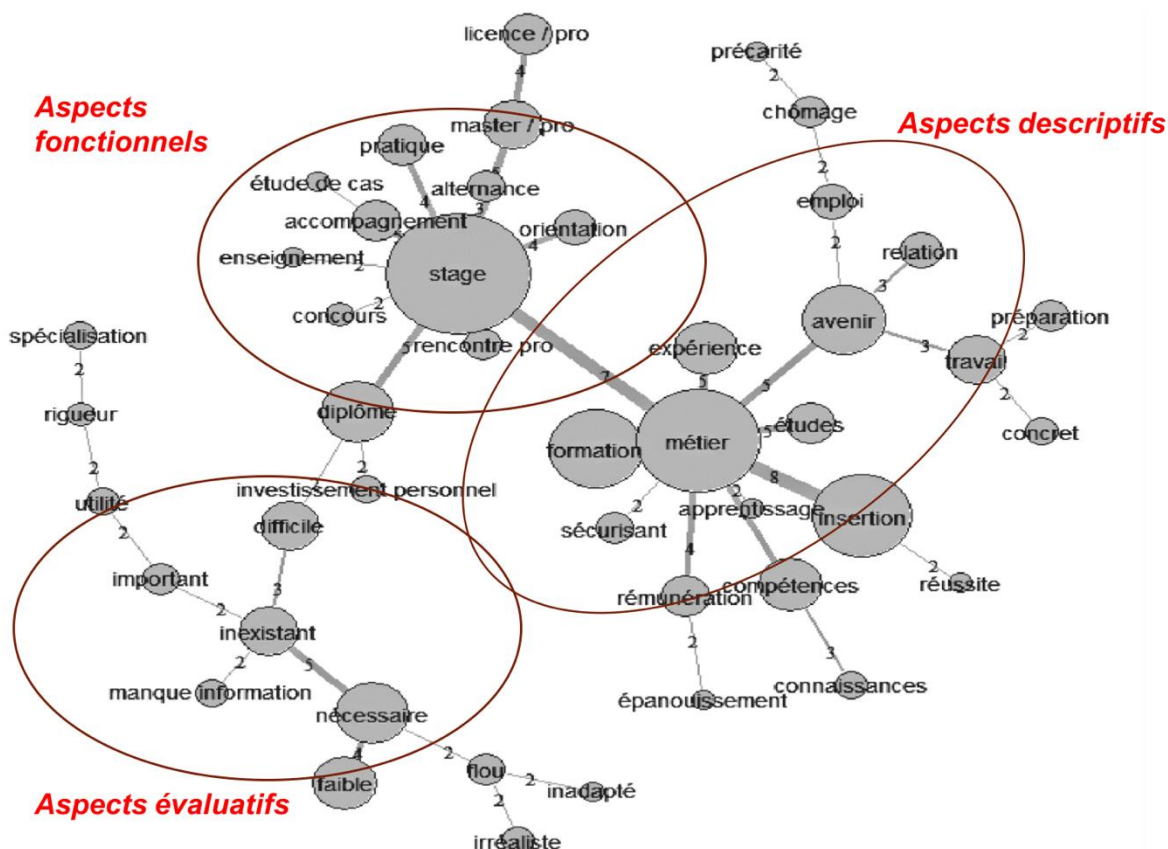 licence / pro
4
précarité
2
chômage
Aspects
fonctionnels
master / pro
Aspects descriptifs
pratique
2
étude de cas
alternance
emploi
4
3
accompagnement
orientation
4
2
relation
enseignement
2
stage
3
concours
2
avenir
préparation
spécialisation
5
rencontre pro
expérience
3
2
travail
2
7
5
5
2
rigueur
diplôme
métier
5
études
concret
formation
2
2
investissement personnel
8
utilité
2
apprentissage
insertion
difficile
sécurisant
2
2
4
2
important
compétences
réussite
3
rémunération
2
inexistant
2
5
2
3
manque information
connaissances
épanouissement
nécessaire
4
2
flou
faible
2
inadapté
Aspects évaluatifs
2
irréaliste